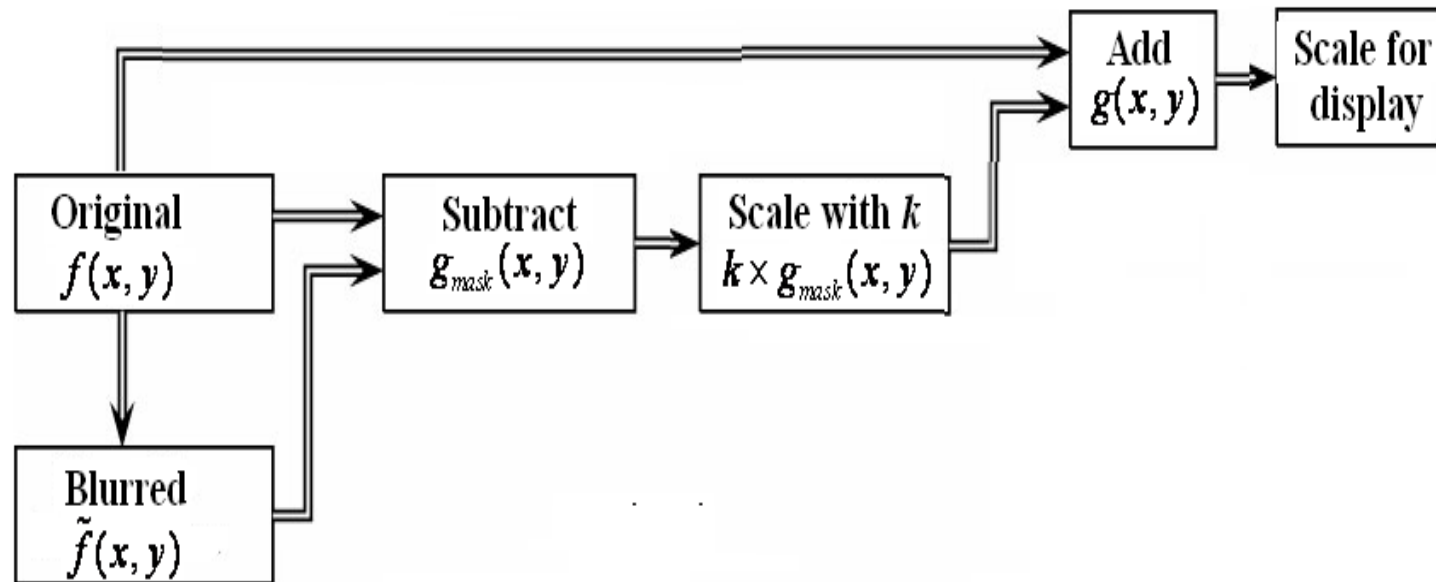 Original
f(x, y)
Blurred
f̃(x, y)
Subtract
g_mask(x, y)
Scale with k
k × g_mask(x, y)
Add
g(x, y)
Scale for
display